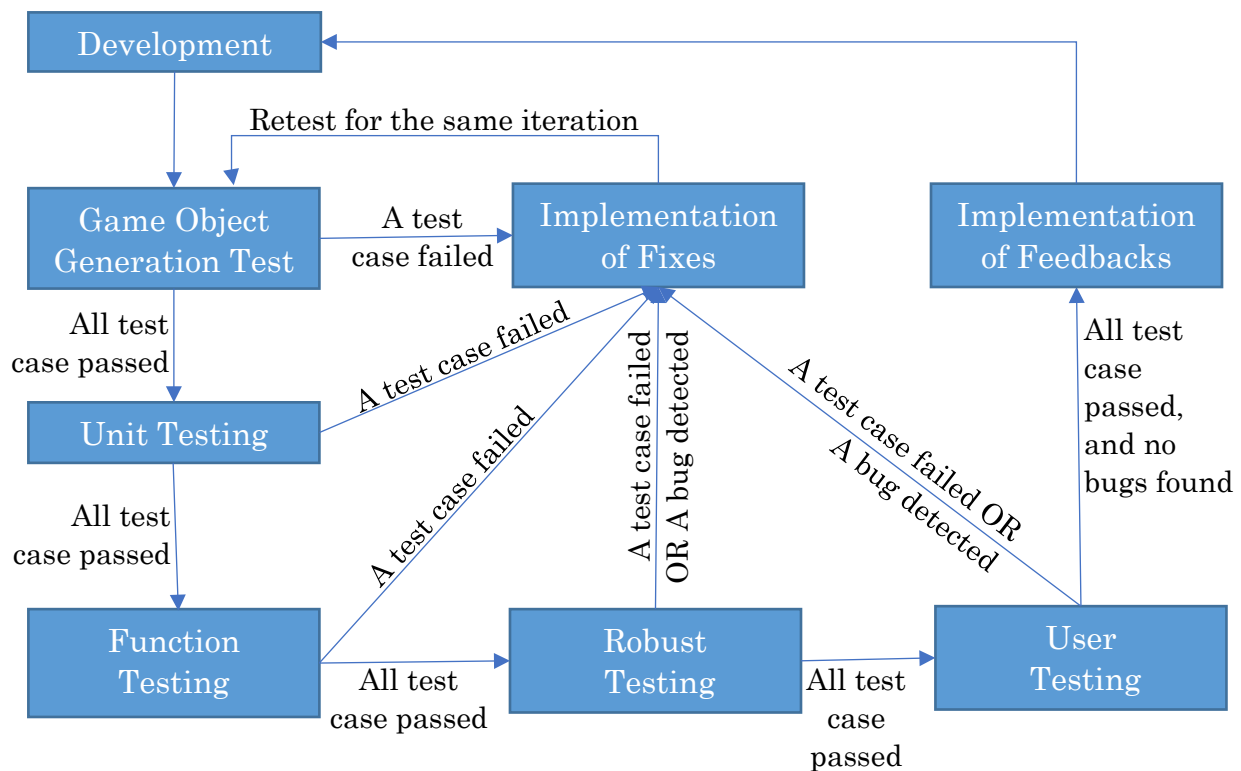 Development
Retest for the same iteration
Game Object
Generation Test
A test
case failed
Implementation
of Fixes
Implementation
of Feedbacks
All test
case passed
A test case failed
A test case failed
A test case failed
OR A bug detected
A test case failed OR
A bug detected
All test
case
passed,
and no
bugs found
Unit Testing
All test
case passed
Function
Testing
All test
case passed
Robust
Testing
All test
case
passed
User
Testing